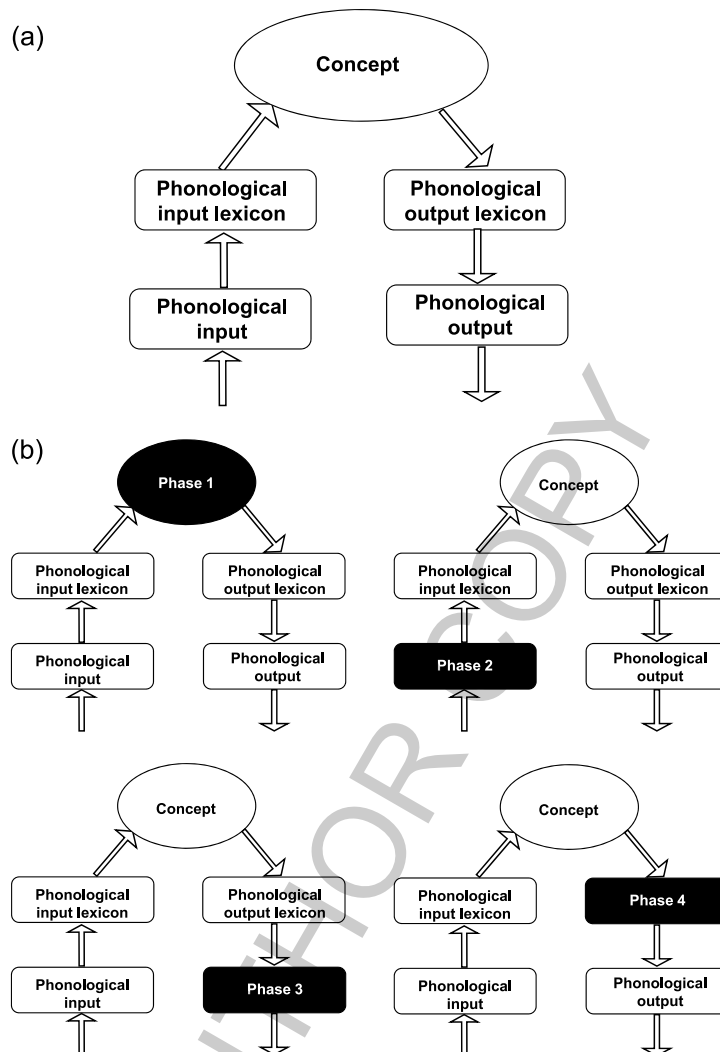 (a)
Concept
Phonological
input lexicon
Phonological
output lexicon
Phonological
input
Phonological
output
(b)
Phase 1
Phonological
input lexicon
Phonological
output lexicon
Phonological
input
Phonological
output
Concept
Phonological
input lexicon
Phonological
output lexicon
Phase 2
Phonological
output
Concept
Phonological
input lexicon
Phonological
output lexicon
Phonological
input
Phase 3
Concept
Phonological
input lexicon
Phase 4
Phonological
input
Phonological
output
THOR COPY